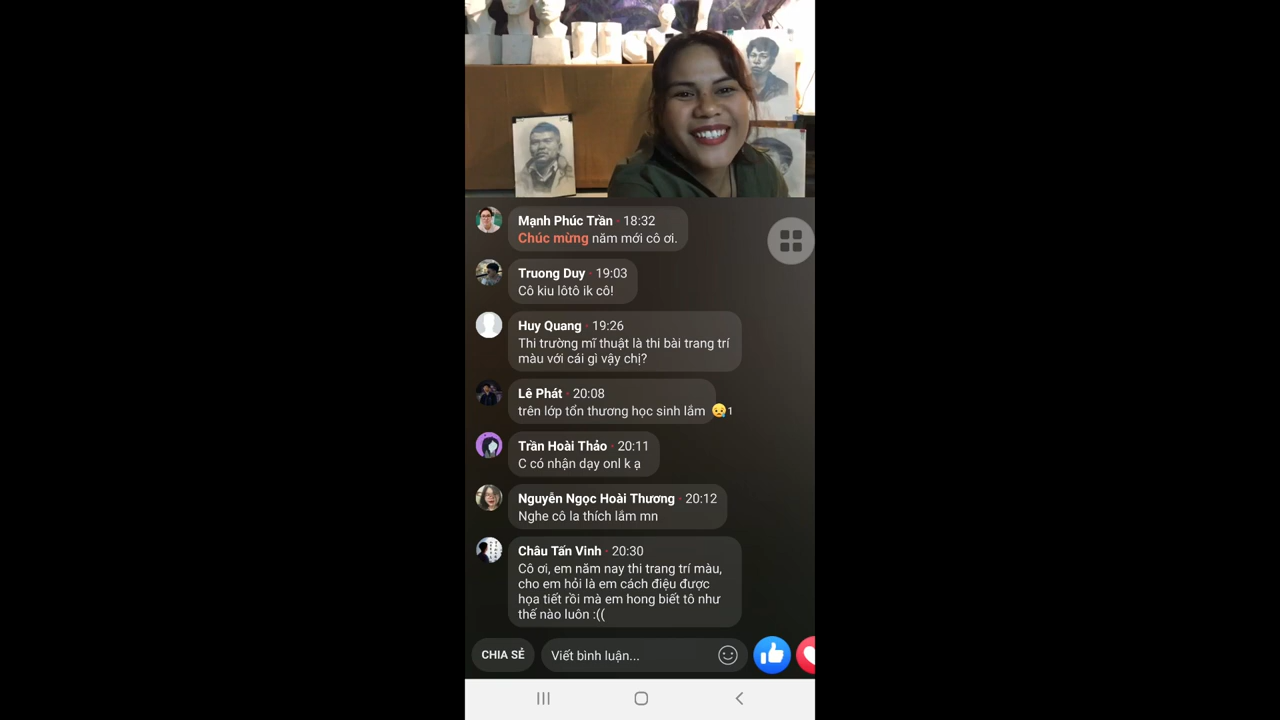 Mạnh Phúc Trần · 18:32
Chúc mừng năm mới cô ơi.
Truong Duy · 19:03
Cô kiu lôtô ik cô!
Huy Quang · 19:26
Thi trường mĩ thuật là thi bài trang trí
màu với cái gì vậy chị?
Lê Phát · 20:08
trên lớp tổn thương học sinh lắm 😢1
Trần Hoài Thảo · 20:11
C có nhận dạy onl k ạ
Nguyễn Ngọc Hoài Thương · 20:12
Nghe cô la thích lắm mn
Châu Tấn Vinh · 20:30
Cô ơi, em năm nay thi trang trí màu,
cho em hỏi là em cách điệu được
họa tiết rồi mà em hong biết tô như
thế nào luôn :((
CHIA SẺ
Viết bình luận...